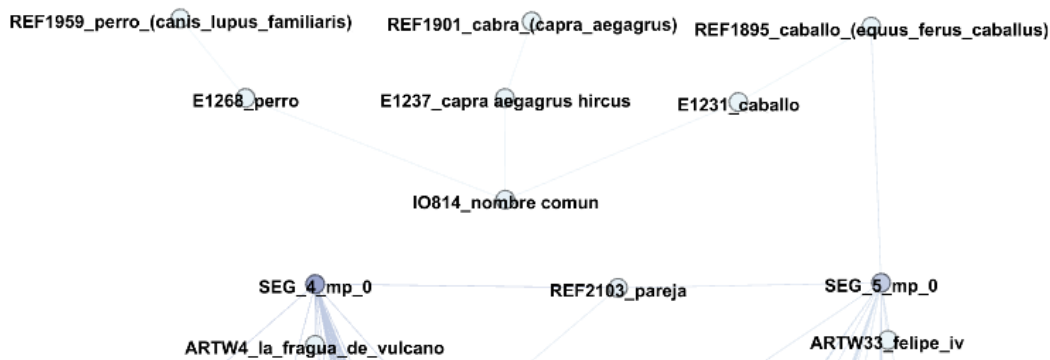 REF1959_perro_(canis_lupus_familiaris)
REF1901_cabra_(capra_aegagrus)
REF1895_caballo_(equus_ferus_caballus)
E1268_perro
E1237_capra aegagrus hircus
E1231_caballo
IO814_nombre comun
SEG_4_mp_0
REF2103_pareja
SEG_5_mp_0
ARTW4_la_fragua_de_vulcano
ARTW33_felipe_iv